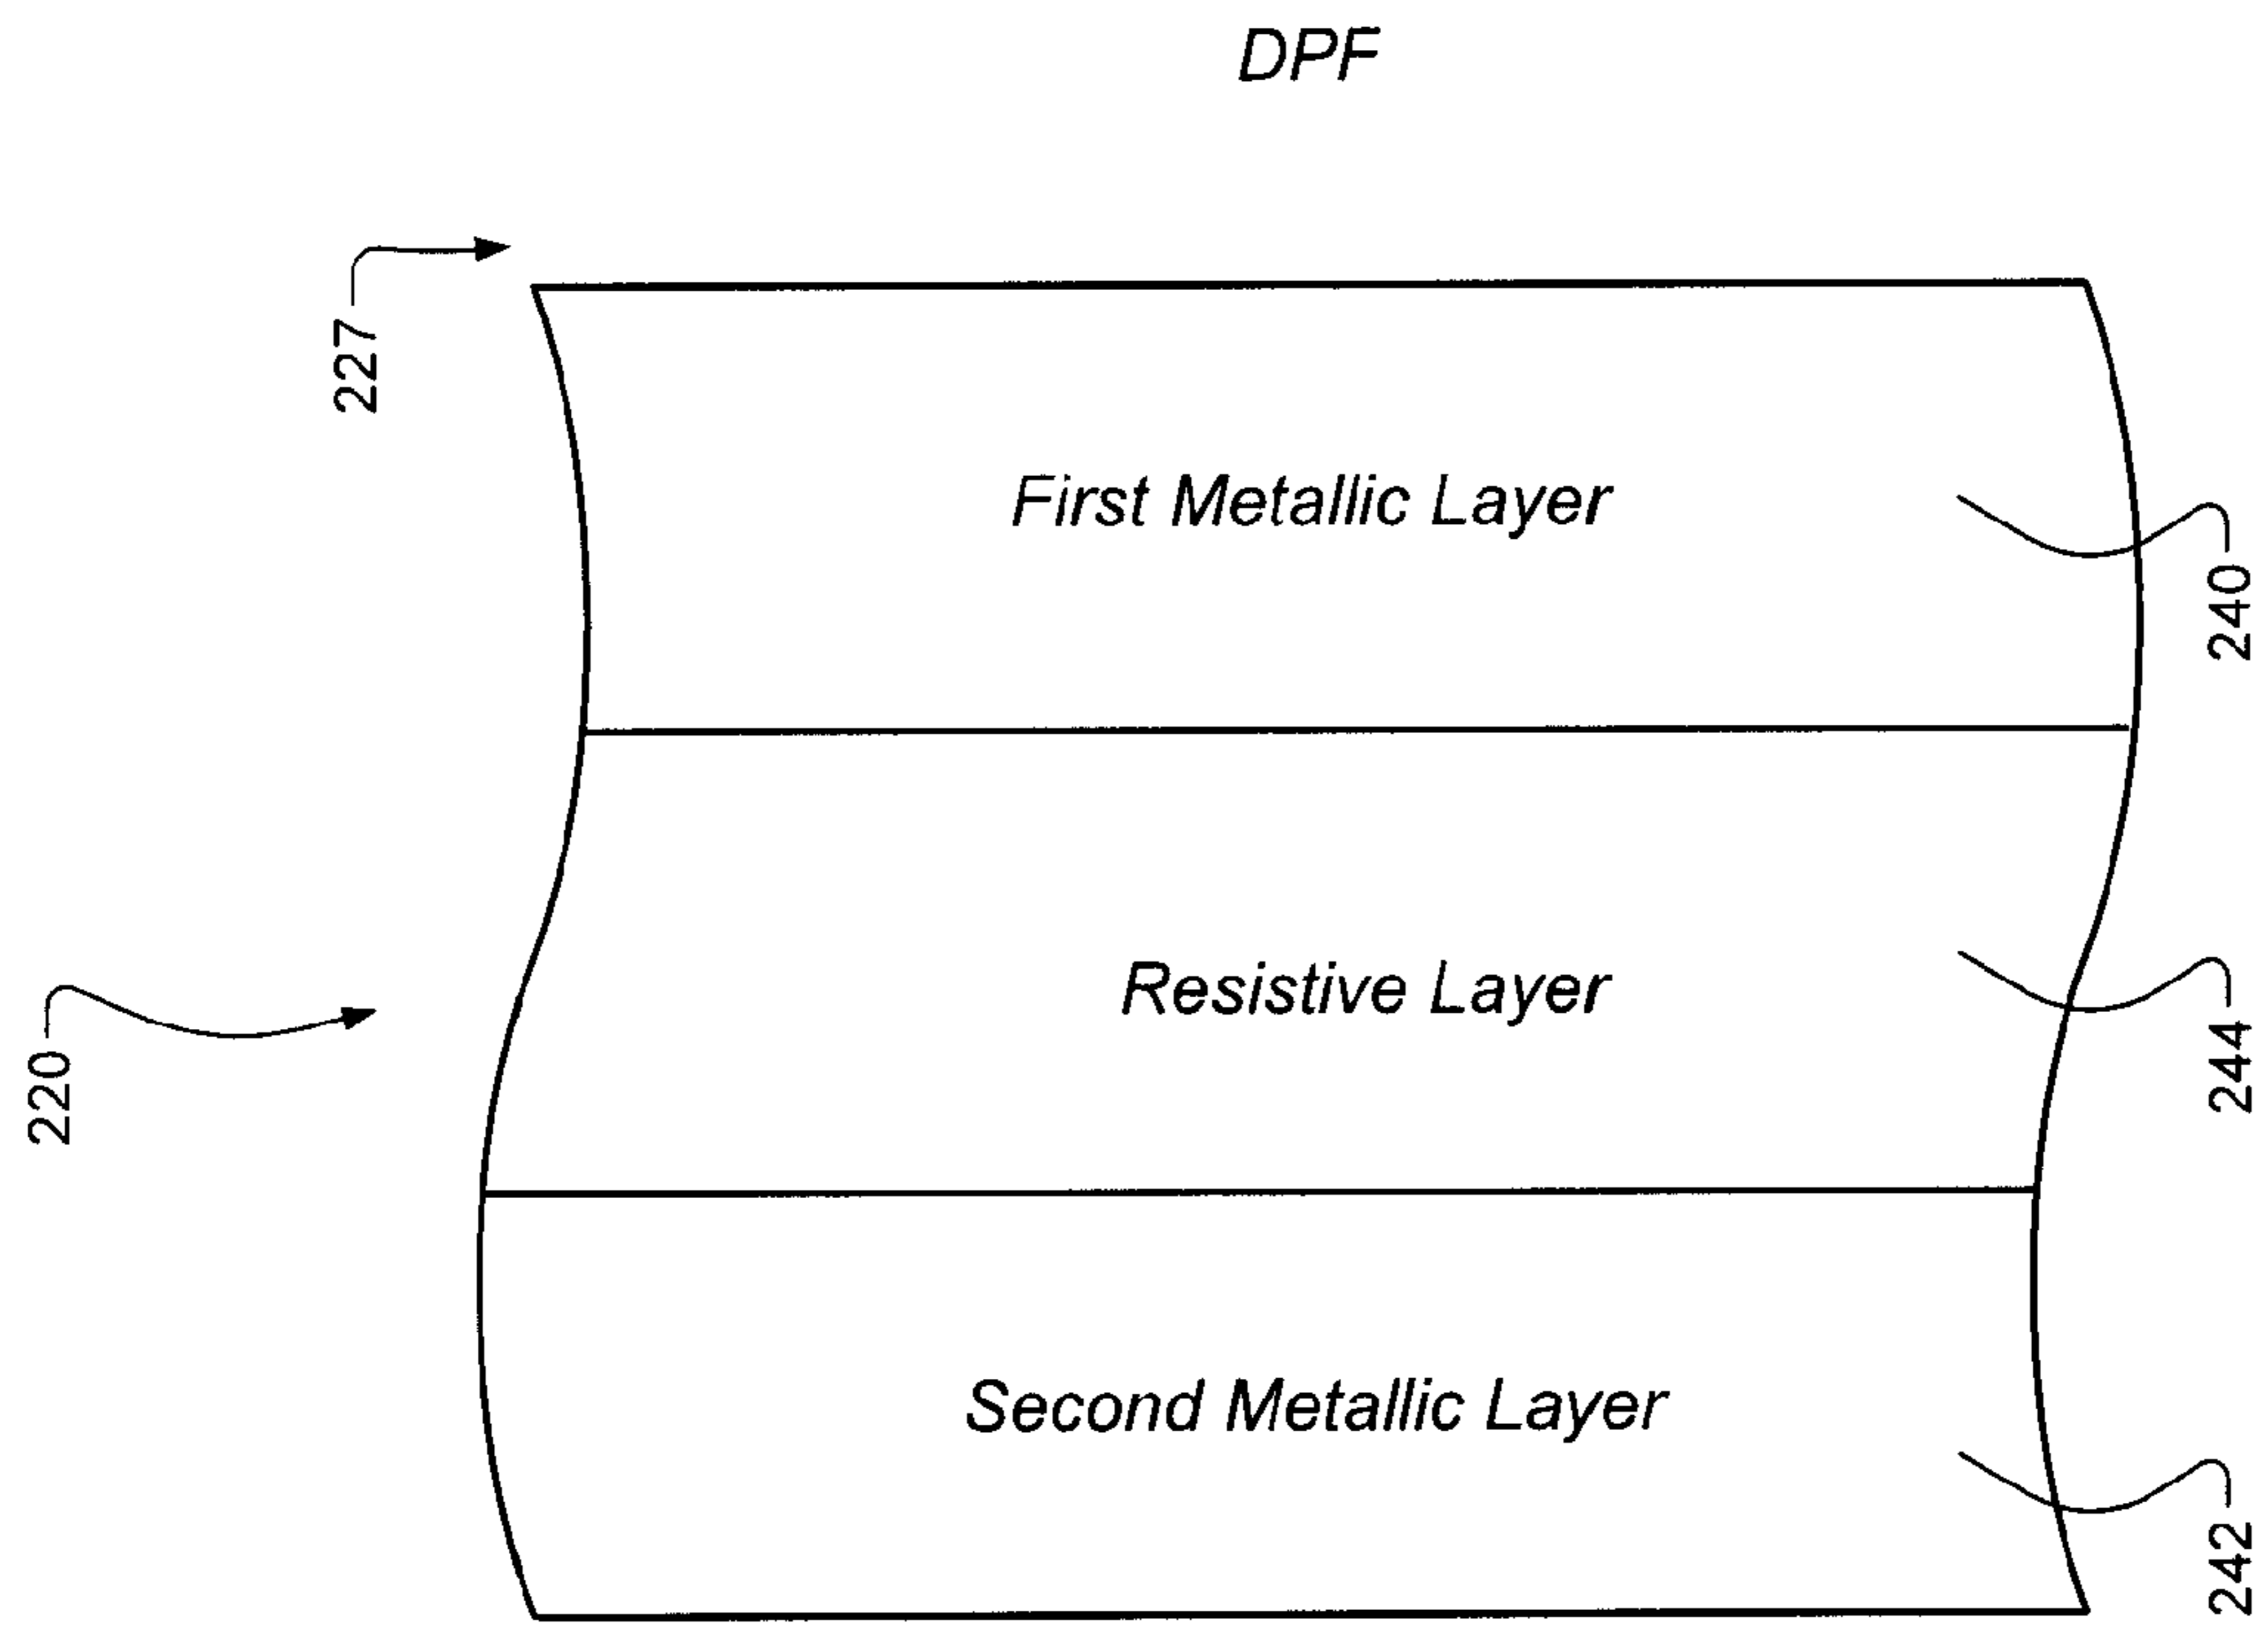 DPF
227
First Metallic Layer
240
Resistive Layer
220
244
Second Metallic Layer
242